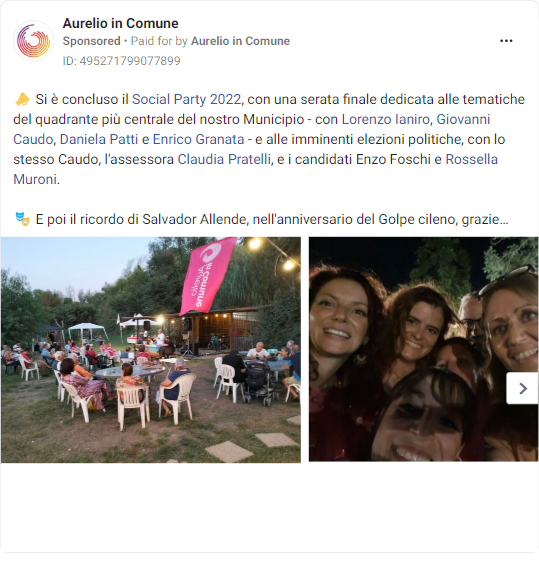 Aurelio in Comune
Sponsored • Paid for by Aurelio in Comune
ID: 495271799077899
Si è concluso il Social Party 2022, con una serata finale dedicata alle tematiche
del quadrante più centrale del nostro Municipio - con Lorenzo Ianiro, Giovanni
Caudo, Daniela Patti e Enrico Granata - e alle imminenti elezioni politiche, con lo
stesso Caudo, l'assessora Claudia Pratelli, e i candidati Enzo Foschi e Rossella
Muroni.
E poi il ricordo di Salvador Allende, nell'anniversario del Golpe cileno, grazie...
Aurelio
in Comune